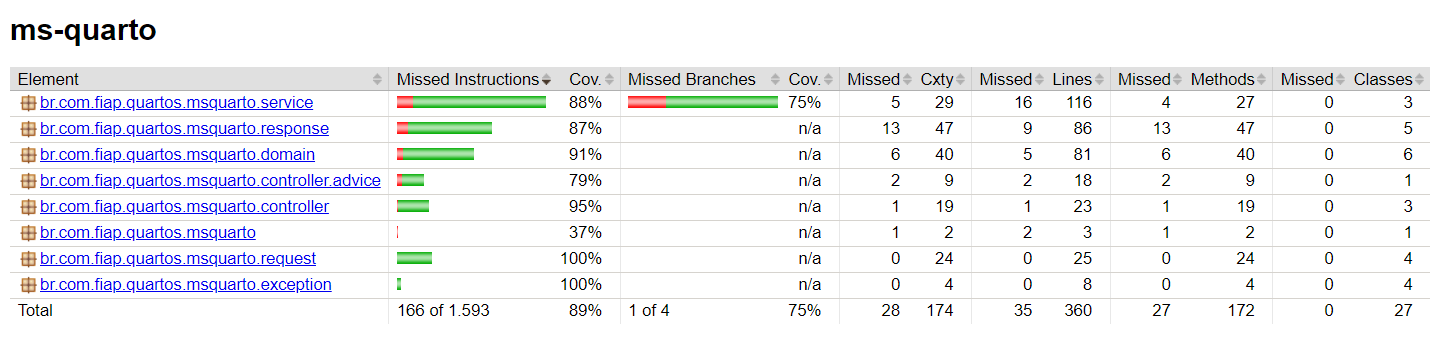 ms-quarto
Element Missed Instructions Cov. Missed Branches Cov. Missed Cxty Missed Lines Missed Methods Missed Classes
br.com.fiap.quartos.msquarto.service 88% 75% 5 29 16 116 4 27 0 3
br.com.fiap.quartos.msquarto.response 87% n/a 13 47 9 86 13 47 0 5
br.com.fiap.quartos.msquarto.domain 91% n/a 6 40 5 81 6 40 0 6
br.com.fiap.quartos.msquarto.controller.advice 79% n/a 2 9 2 18 2 9 0 1
br.com.fiap.quartos.msquarto.controller 95% n/a 1 19 1 23 1 19 0 3
br.com.fiap.quartos.msquarto 37% n/a 1 2 2 3 1 2 0 1
br.com.fiap.quartos.msquarto.request 100% n/a 0 24 0 25 0 24 0 4
br.com.fiap.quartos.msquarto.exception 100% n/a 0 4 0 8 0 4 0 4
Total 166 of 1.593 89% 1 of 4 75% 28 174 35 360 27 172 0 27